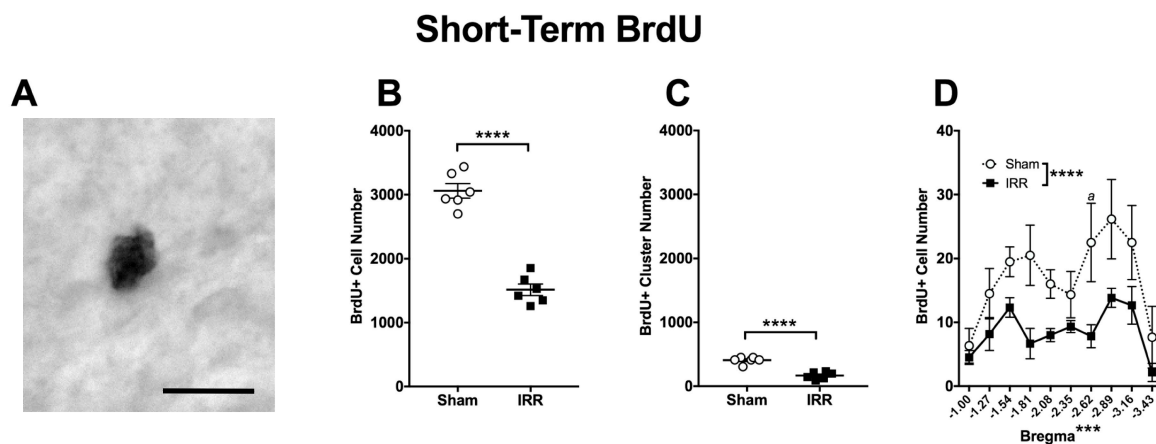 Short-Term BrdU
A
B
BrdU+ Cell Number
4000
3000
2000
1000
0
****
Sham
IRR
C
BrdU+ Cluster Number
4000
3000
2000
1000
0
****
Sham
IRR
D
BrdU+ Cell Number
40
30
20
10
0
Sham
IRR
****
a
-1.00
-1.27
-1.54
-1.81
-2.08
-2.35
-2.62
-2.89
-3.16
-3.43
Bregma***